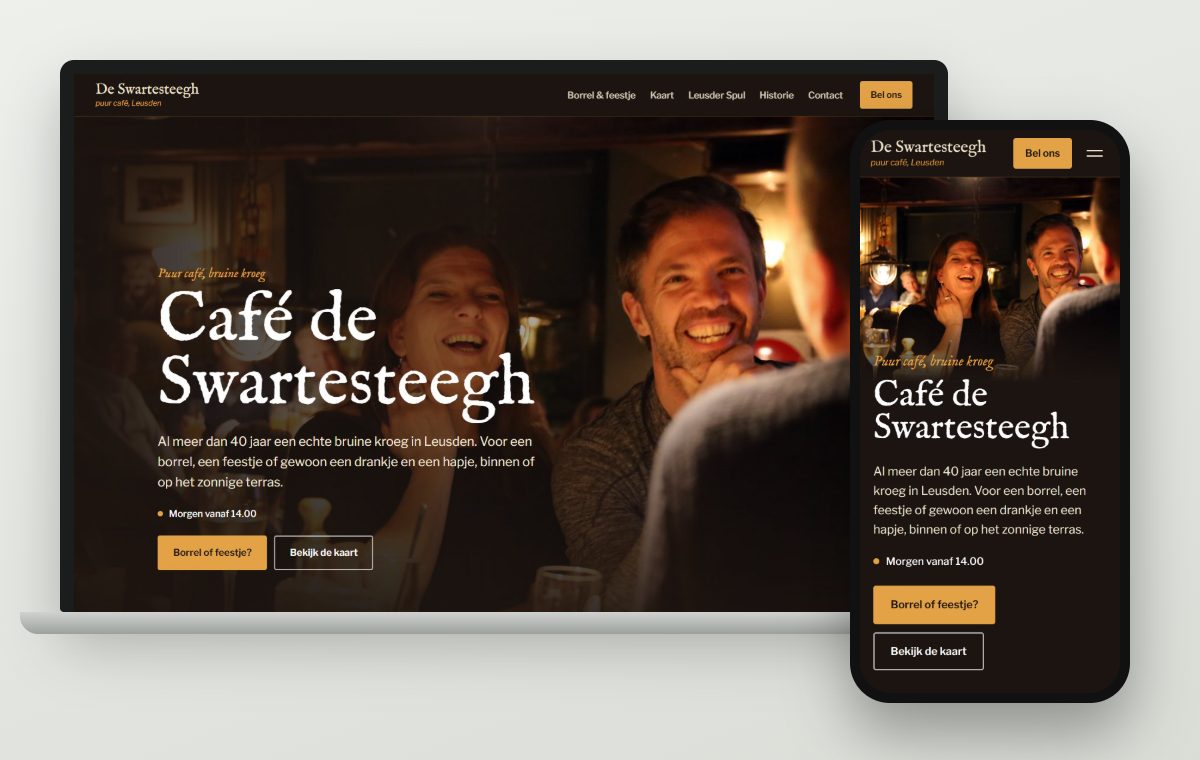 De Swartesteegh
puur café, Leusden
Borrel & feestje Kaart Leusder Spul Historie Contact Bel ons
Puur café, bruine kroeg
Café de
Swartesteegh
Al meer dan 40 jaar een echte bruine kroeg in Leusden. Voor een
borrel, een feestje of gewoon een drankje en een hapje, binnen of
op het zonnige terras.
Morgen vanaf 14.00
Borrel of feestje? Bekijk de kaart
De Swartesteegh
puur café, Leusden
Bel ons
Puur café, bruine kroeg
Café de
Swartesteegh
Al meer dan 40 jaar een echte bruine
kroeg in Leusden. Voor een borrel, een
feestje of gewoon een drankje en een
hapje, binnen of op het zonnige terras.
Morgen vanaf 14.00
Borrel of feestje?
Bekijk de kaart